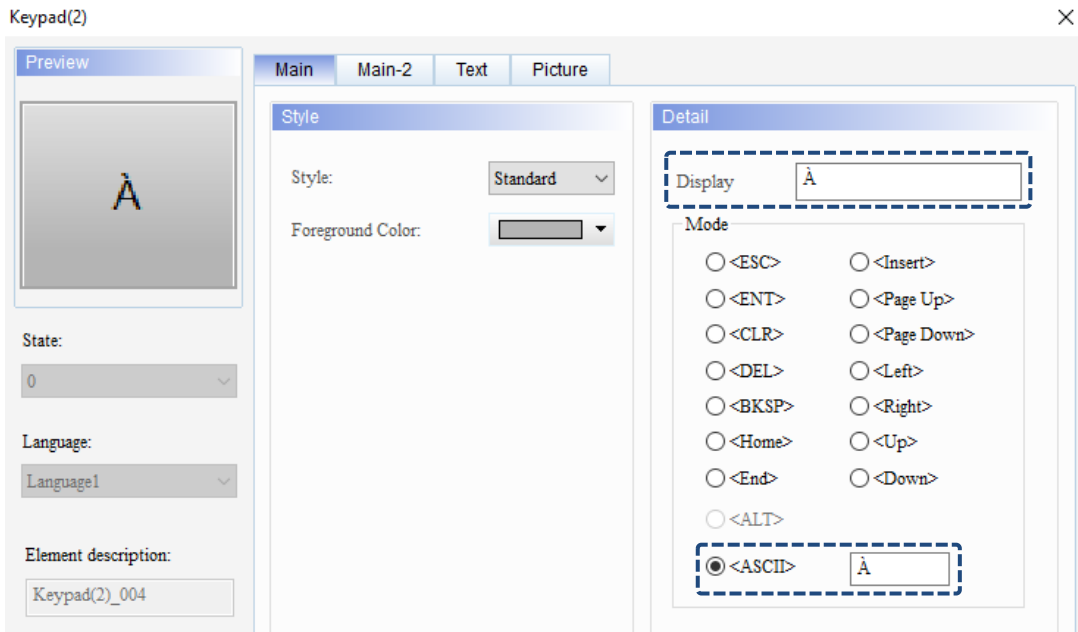 Keypad(2)
Preview
À
State:
0
Language:
Language1
Element description:
Keypad(2)_004
Main Main-2 Text Picture
Style
Style: Standard
Foreground Color:
Detail
Display À
Mode
<ESC> <Insert>
<ENT> <Page Up>
<CLR> <Page Down>
<DEL> <Left>
<BKSP> <Right>
<Home> <Up>
<End> <Down>
<ALT>
<ASCII> À